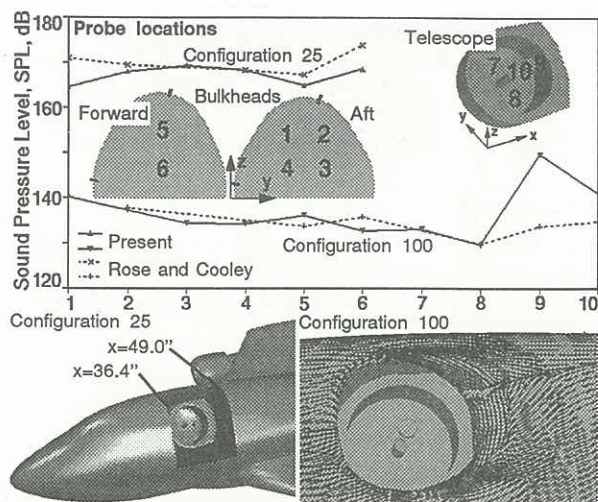 Sound Pressure Level, SPL, dB
180
160
140
120
Probe locations
Configuration 25
Telescope
7 10 9
8
Forward
Bulkheads
Aft
5
6
1 2
4 3
z
y
y z x
Present
Rose and Cooley
Configuration 100
1 2 3 4 5 6 7 8 9 10
Configuration 25
x=49.0"
x=36.4"
Configuration 100